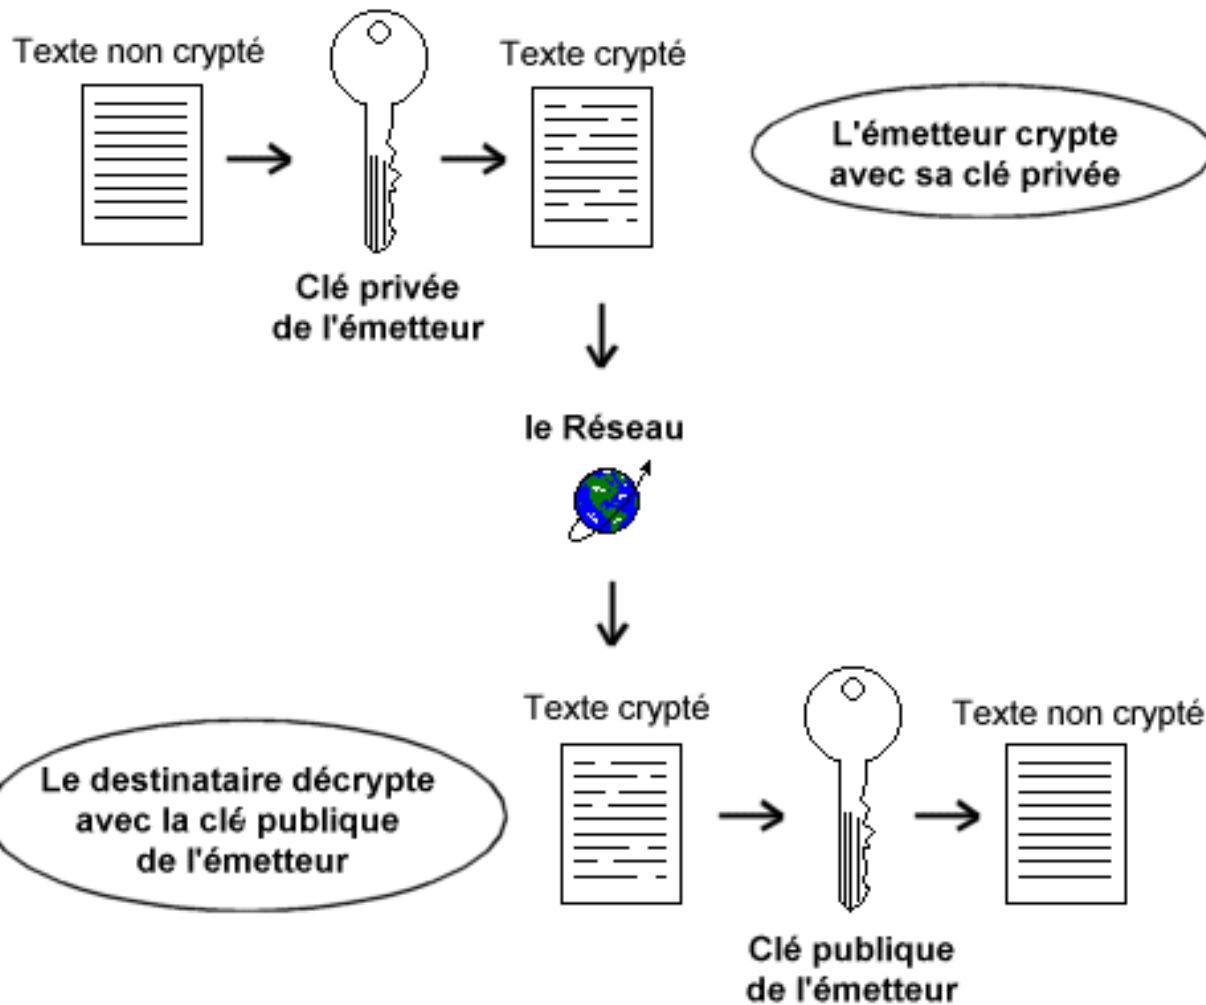 Texte non crypté
Texte crypté
L'émetteur crypte
avec sa clé privée
Clé privée
de l'émetteur
le Réseau
Texte crypté
Texte non crypté
Le destinataire décrypte
avec la clé publique
de l'émetteur
Clé publique
de l'émetteur